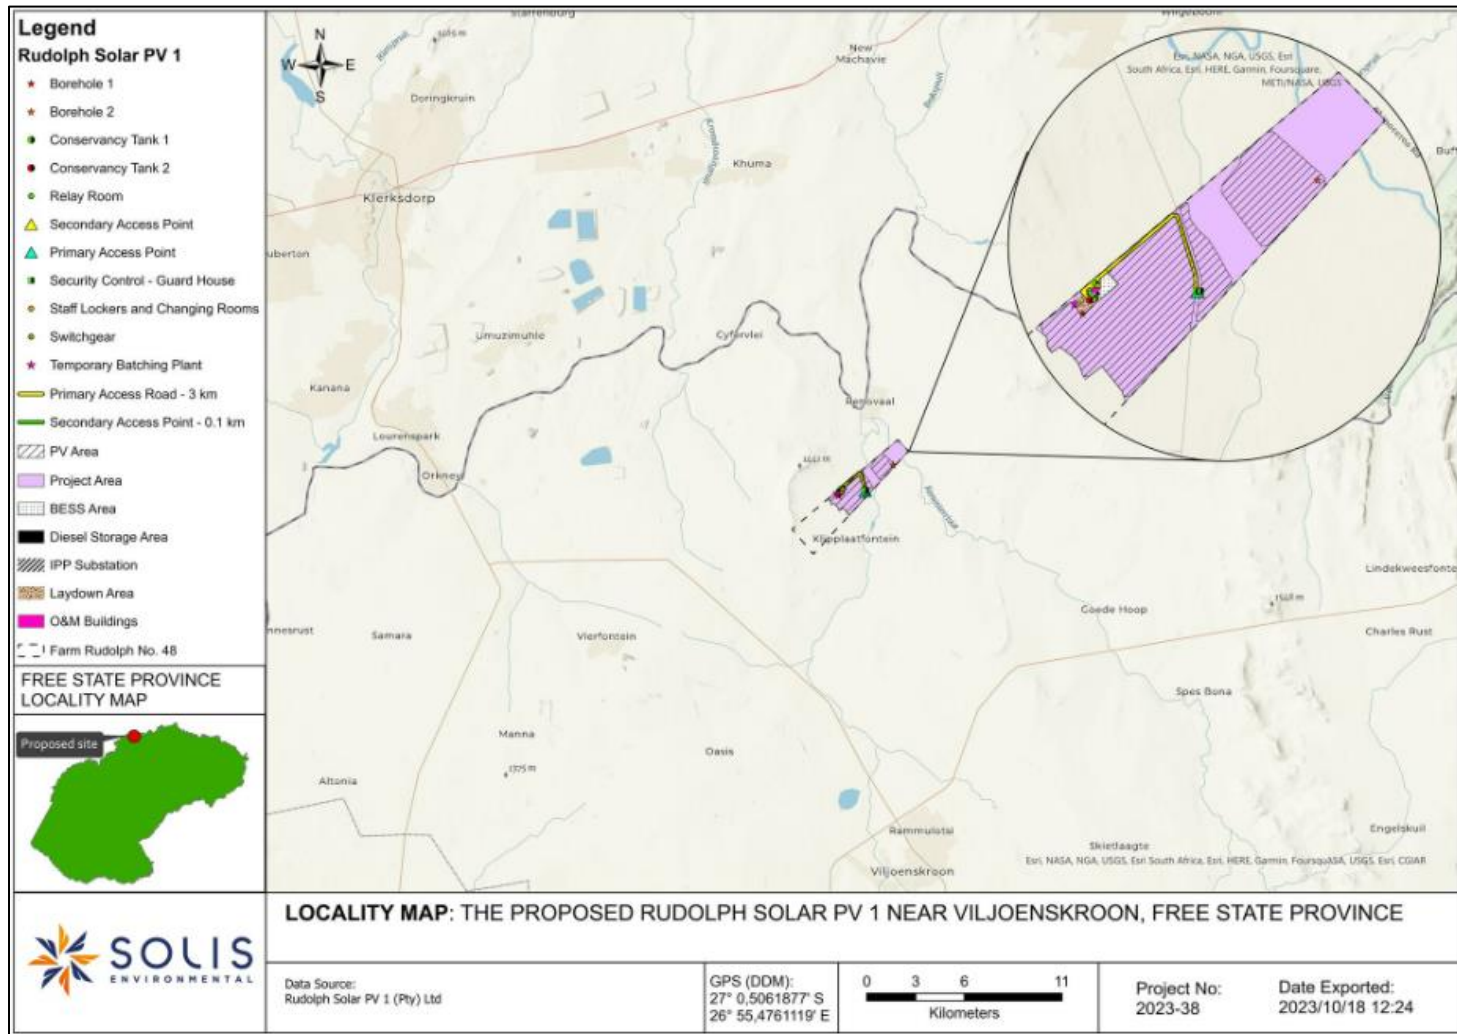 Legend
Rudolph Solar PV 1
Borehole 1
Borehole 2
Conservancy Tank 1
Conservancy Tank 2
Relay Room
Secondary Access Point
Primary Access Point
Security Control - Guard House
Staff Lockers and Changing Rooms
Switchgear
Temporary Batching Plant
Primary Access Road - 3 km
Secondary Access Point - 0.1 km
PV Area
Project Area
BESS Area
Diesel Storage Area
IPP Substation
Laydown Area
O&M Buildings
Farm Rudolph No. 48
FREE STATE PROVINCE
LOCALITY MAP
Proposed site
N
W E
S
New
Machavie
Doringkruin
Khuma
Klerksdorp
uberton
Umuzimuhle
Cyfervlei
Kanana
Renovaal
Lourenspark
Orkney
1441 m
Klipplaatfontein
Lindekweesfonte
1548 m
Goede Hoop
Charles Rust
nnesrust
Samara
Vierfontein
Spes Bona
Manna
Oasis
1375 m
Altonia
Rammulotsi
Engelskuil
Skietlaagte
Viljoenskroon
Esri, NASA, NGA, USGS, Esri
South Africa, Esri, HERE, Garmin, Foursquare,
METI/NASA, USGS
Buff
Esri, NASA, NGA, USGS, Esri South Africa, Esri, HERE, Garmin, FoursquASA, USGS, Esri, CGIAR
SOLIS
ENVIRONMENTAL
LOCALITY MAP: THE PROPOSED RUDOLPH SOLAR PV 1 NEAR VILJOENSKROON, FREE STATE PROVINCE
Data Source:
Rudolph Solar PV 1 (Pty) Ltd
GPS (DDM):
27° 0,5061877' S
26° 55,4761119' E
0 3 6 11
Kilometers
Project No:
2023-38
Date Exported:
2023/10/18 12:24